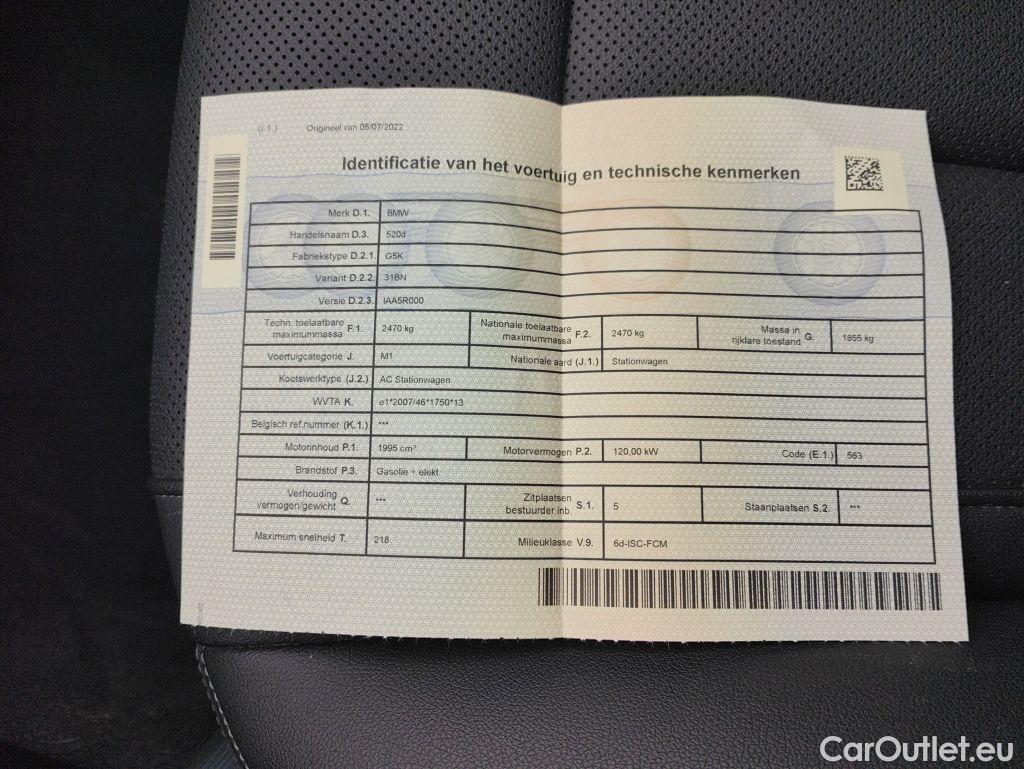 (I.1.) Origineel van 05/07/2022
Identificatie van het voertuig en technische kenmerken
Merk D.1. BMW
Handelsnaam D.3. 520d
Fabriekstype D.2.1. G5K
Variant D.2.2. 31BN
Versie D.2.3. IAA5R000
Techn. toelaatbare maximummassa F.1. 2470 kg Nationale toelaatbare maximummassa F.2. 2470 kg Massa in rijklare toestand G. 1855 kg
Voertuigcategorie J. M1 Nationale aard (J.1.) Stationwagen
Koetswerktype (J.2.) AC Stationwagen
WVTA K. e1*2007/46*1750*13
Belgisch ref.nummer (K.1.) ***
Motorinhoud P.1. 1995 cm³ Motorvermogen P.2. 120,00 kW Code (E.1.) 563
Brandstof P.3. Gasolie + elekt
Verhouding vermogen/gewicht Q. *** Zitplaatsen bestuurder inb. S.1. 5 Staanplaatsen S.2. ***
Maximum snelheid T. 218 Milieuklasse V.9. 6d-ISC-FCM
CarOutlet.eu